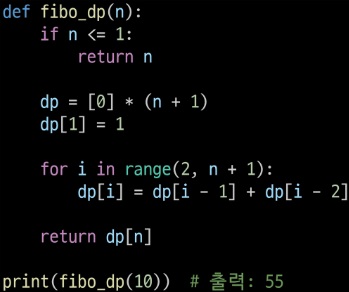 def fibo_dp(n):
    if n <= 1:
        return n

    dp = [0] * (n + 1)
    dp[1] = 1

    for i in range(2, n + 1):
        dp[i] = dp[i - 1] + dp[i - 2]

    return dp[n]

print(fibo_dp(10))  # 출력: 55